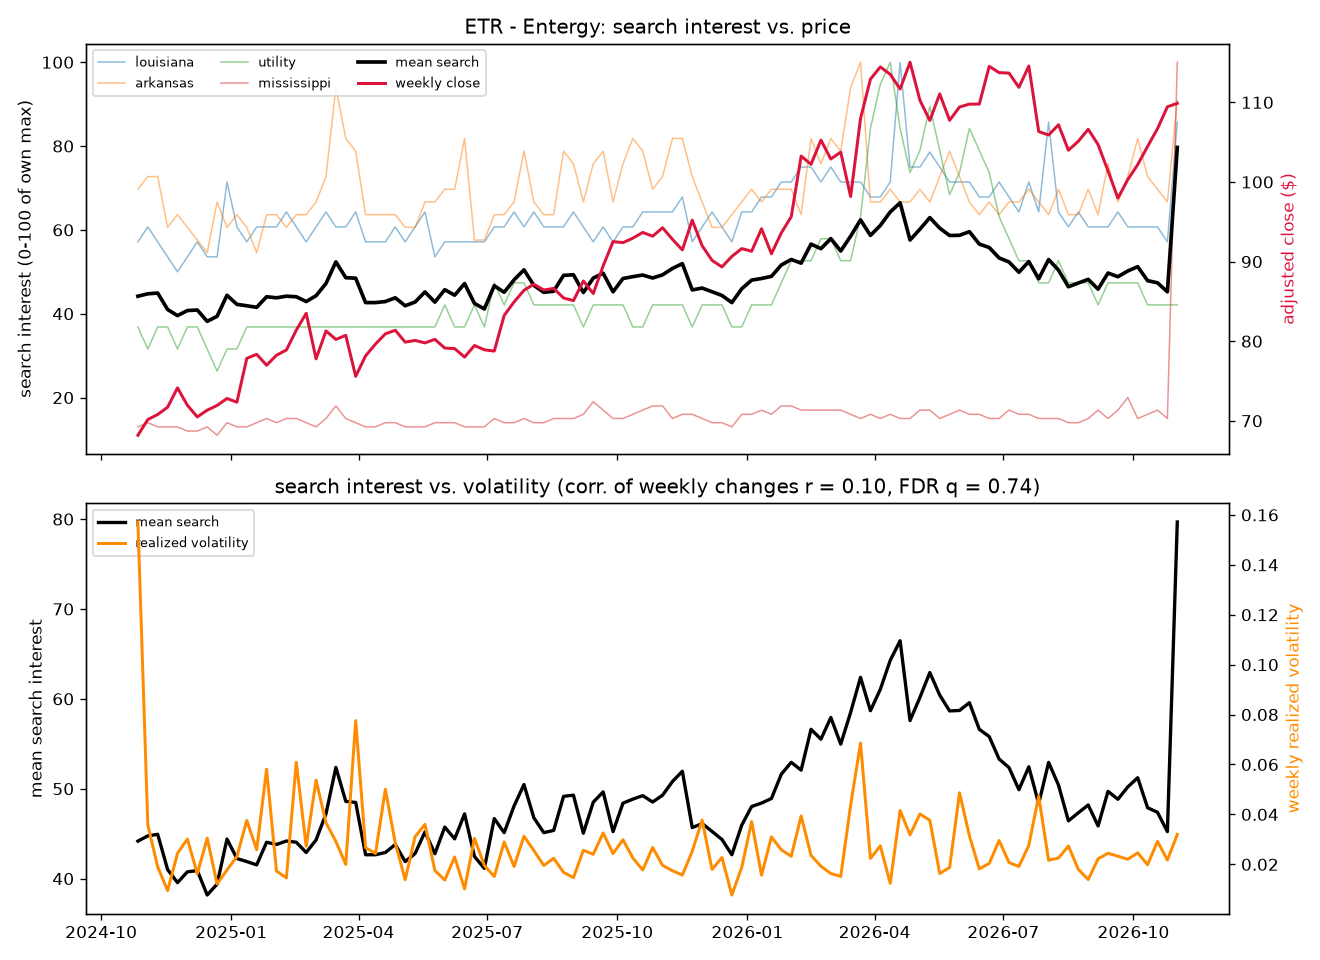 ETR - Entergy: search interest vs. price
louisiana
arkansas
utility
mississippi
mean search
weekly close
100
80
60
40
20
search interest (0-100 of own max)
110
100
90
80
70
adjusted close ($)
search interest vs. volatility (corr. of weekly changes r = 0.10, FDR q = 0.74)
mean search
realized volatility
80
70
60
50
40
mean search interest
0.16
0.14
0.12
0.10
0.08
0.06
0.04
0.02
weekly realized volatility
2024-10
2025-01
2025-04
2025-07
2025-10
2026-01
2026-04
2026-07
2026-10